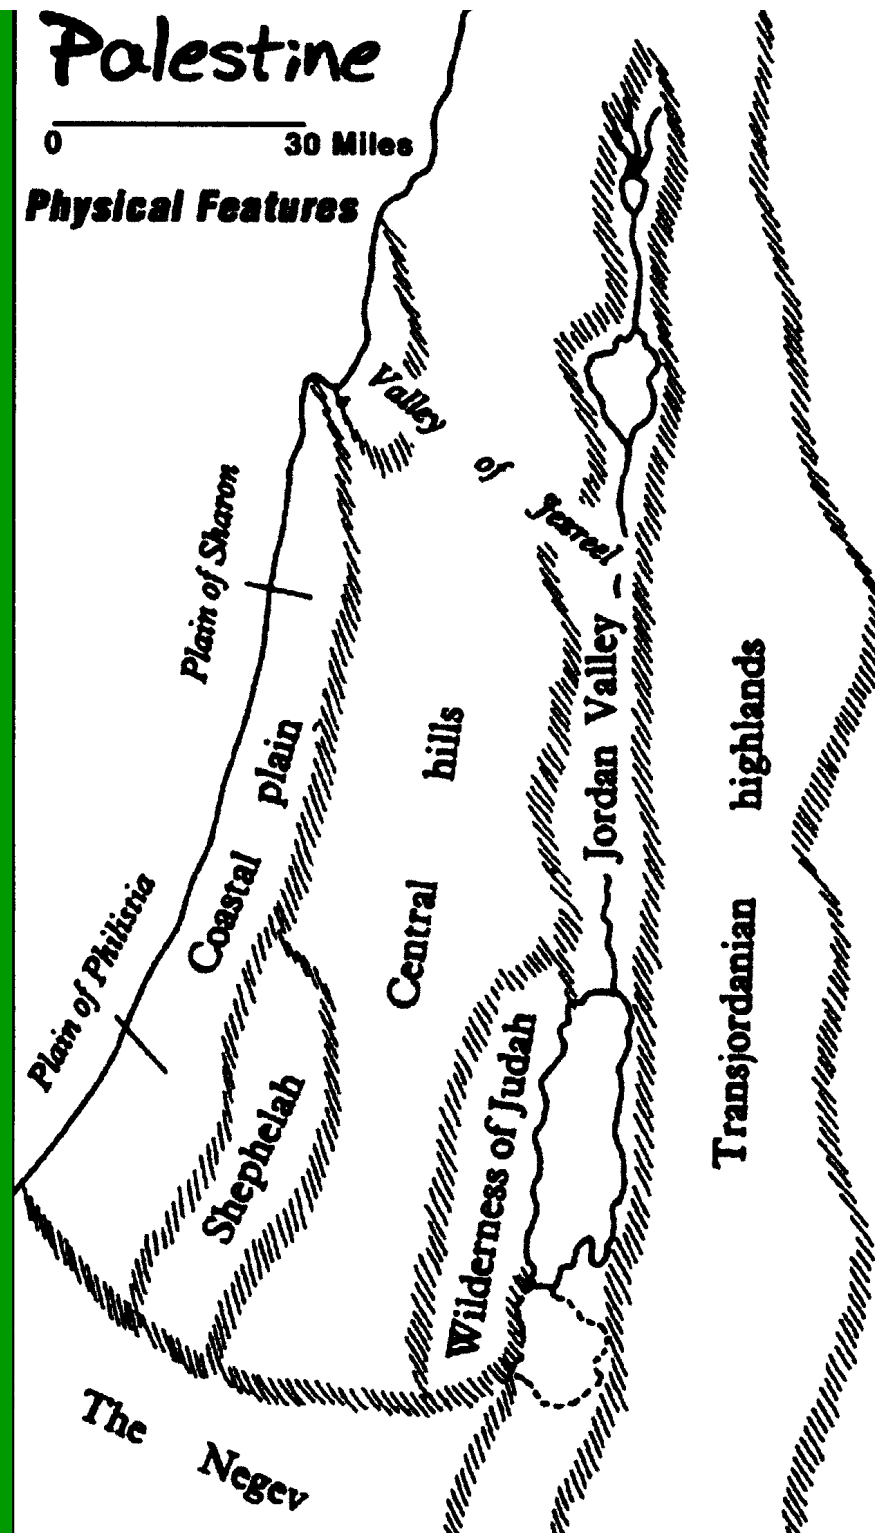 Palestine
0 30 Miles
Physical Features
Valley
of
Jezreel
Plain of Sharon
Jordan Valley
Coastal plain
Central hills
Transjordanian highlands
Plain of Philistia
Shephelah
Wilderness of Judah
The Negev